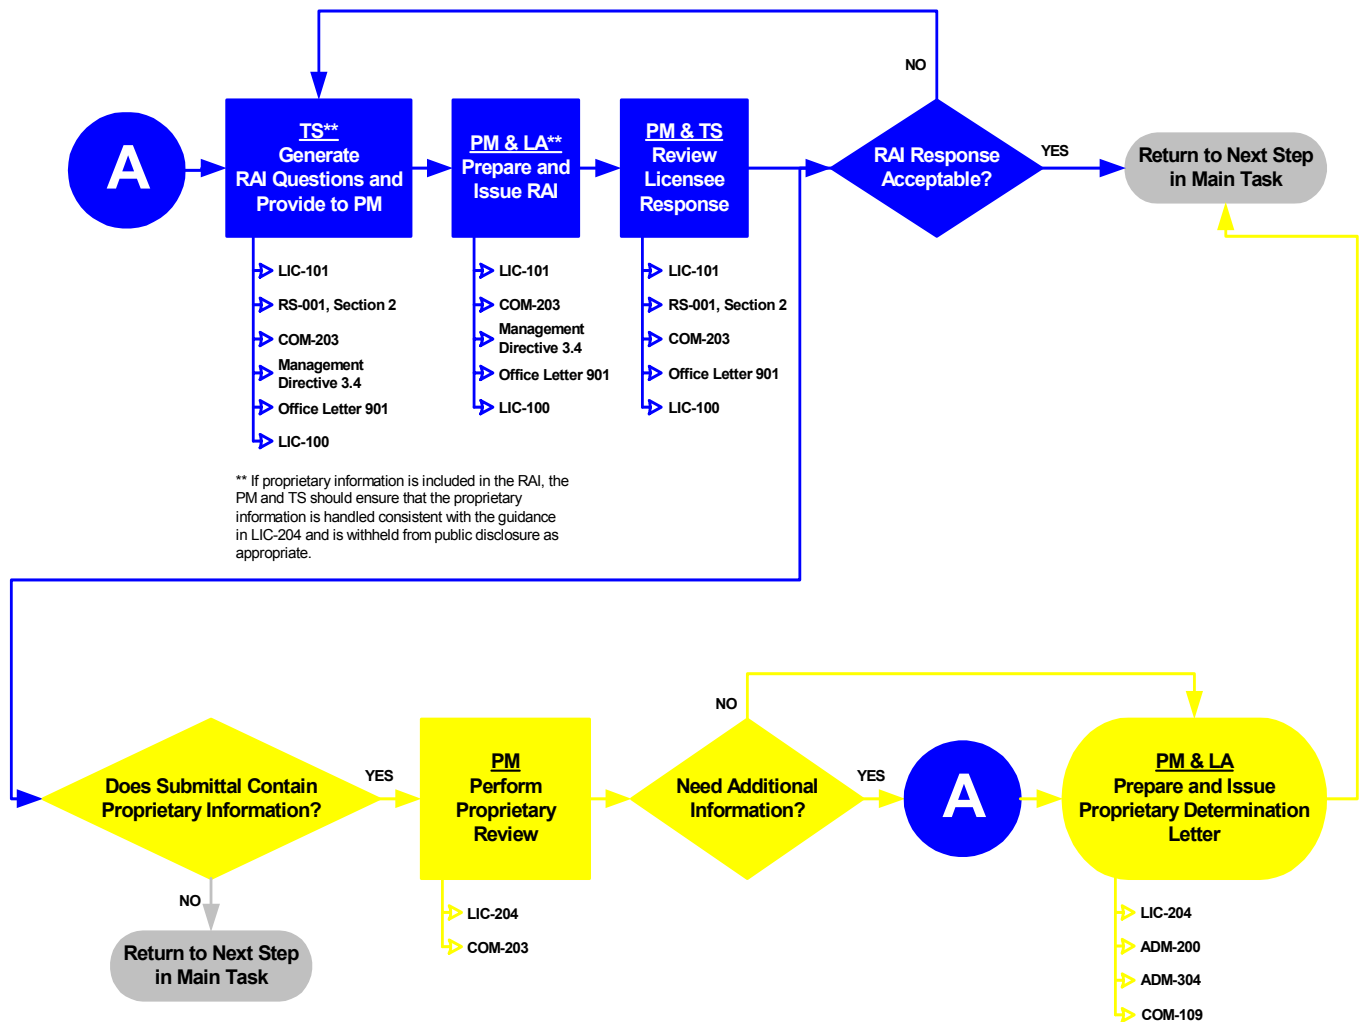 NO
A
TS**
Generate
RAI Questions and
Provide to PM
PM & LA**
Prepare and
Issue RAI
PM & TS
Review
Licensee
Response
RAI Response
Acceptable?
YES
Return to Next Step
in Main Task
LIC-101
RS-001, Section 2
COM-203
Management
Directive 3.4
Office Letter 901
LIC-100
LIC-101
COM-203
Management
Directive 3.4
Office Letter 901
LIC-100
LIC-101
RS-001, Section 2
COM-203
Office Letter 901
LIC-100
** If proprietary information is included in the RAI, the
PM and TS should ensure that the proprietary
information is handled consistent with the guidance
in LIC-204 and is withheld from public disclosure as
appropriate.
Does Submittal Contain
Proprietary Information?
YES
NO
Return to Next Step
in Main Task
PM
Perform
Proprietary
Review
LIC-204
COM-203
NO
Need Additional
Information?
YES
A
PM & LA
Prepare and Issue
Proprietary Determination
Letter
LIC-204
ADM-200
ADM-304
COM-109